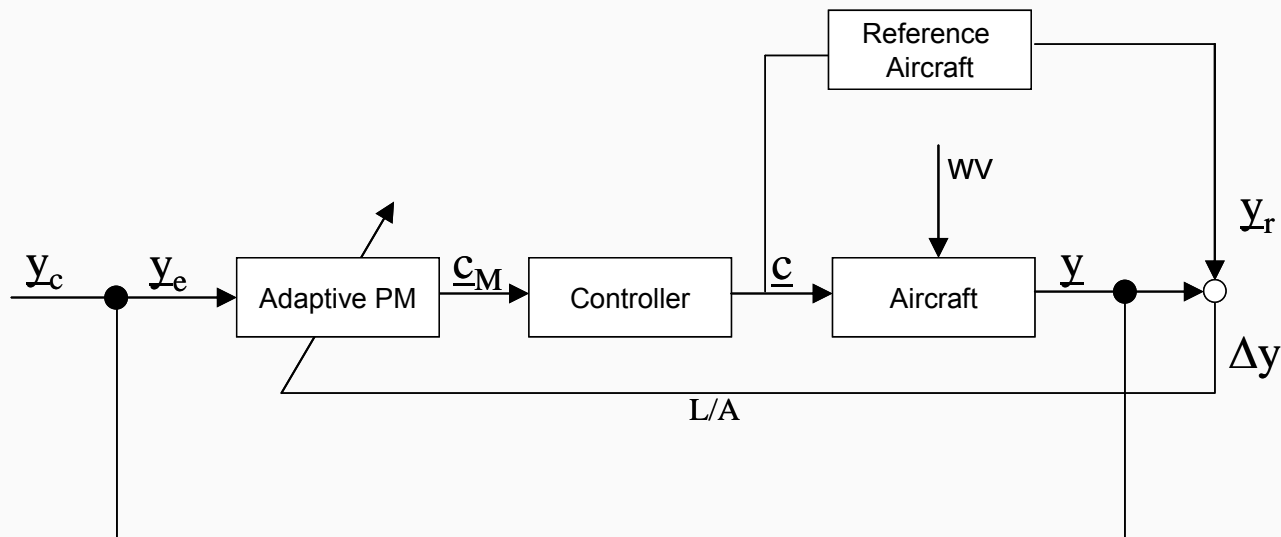 Reference
Aircraft
WV
y_r
y_c
y_e
Adaptive PM
c_M
Controller
c
Aircraft
y
Δy
L/A